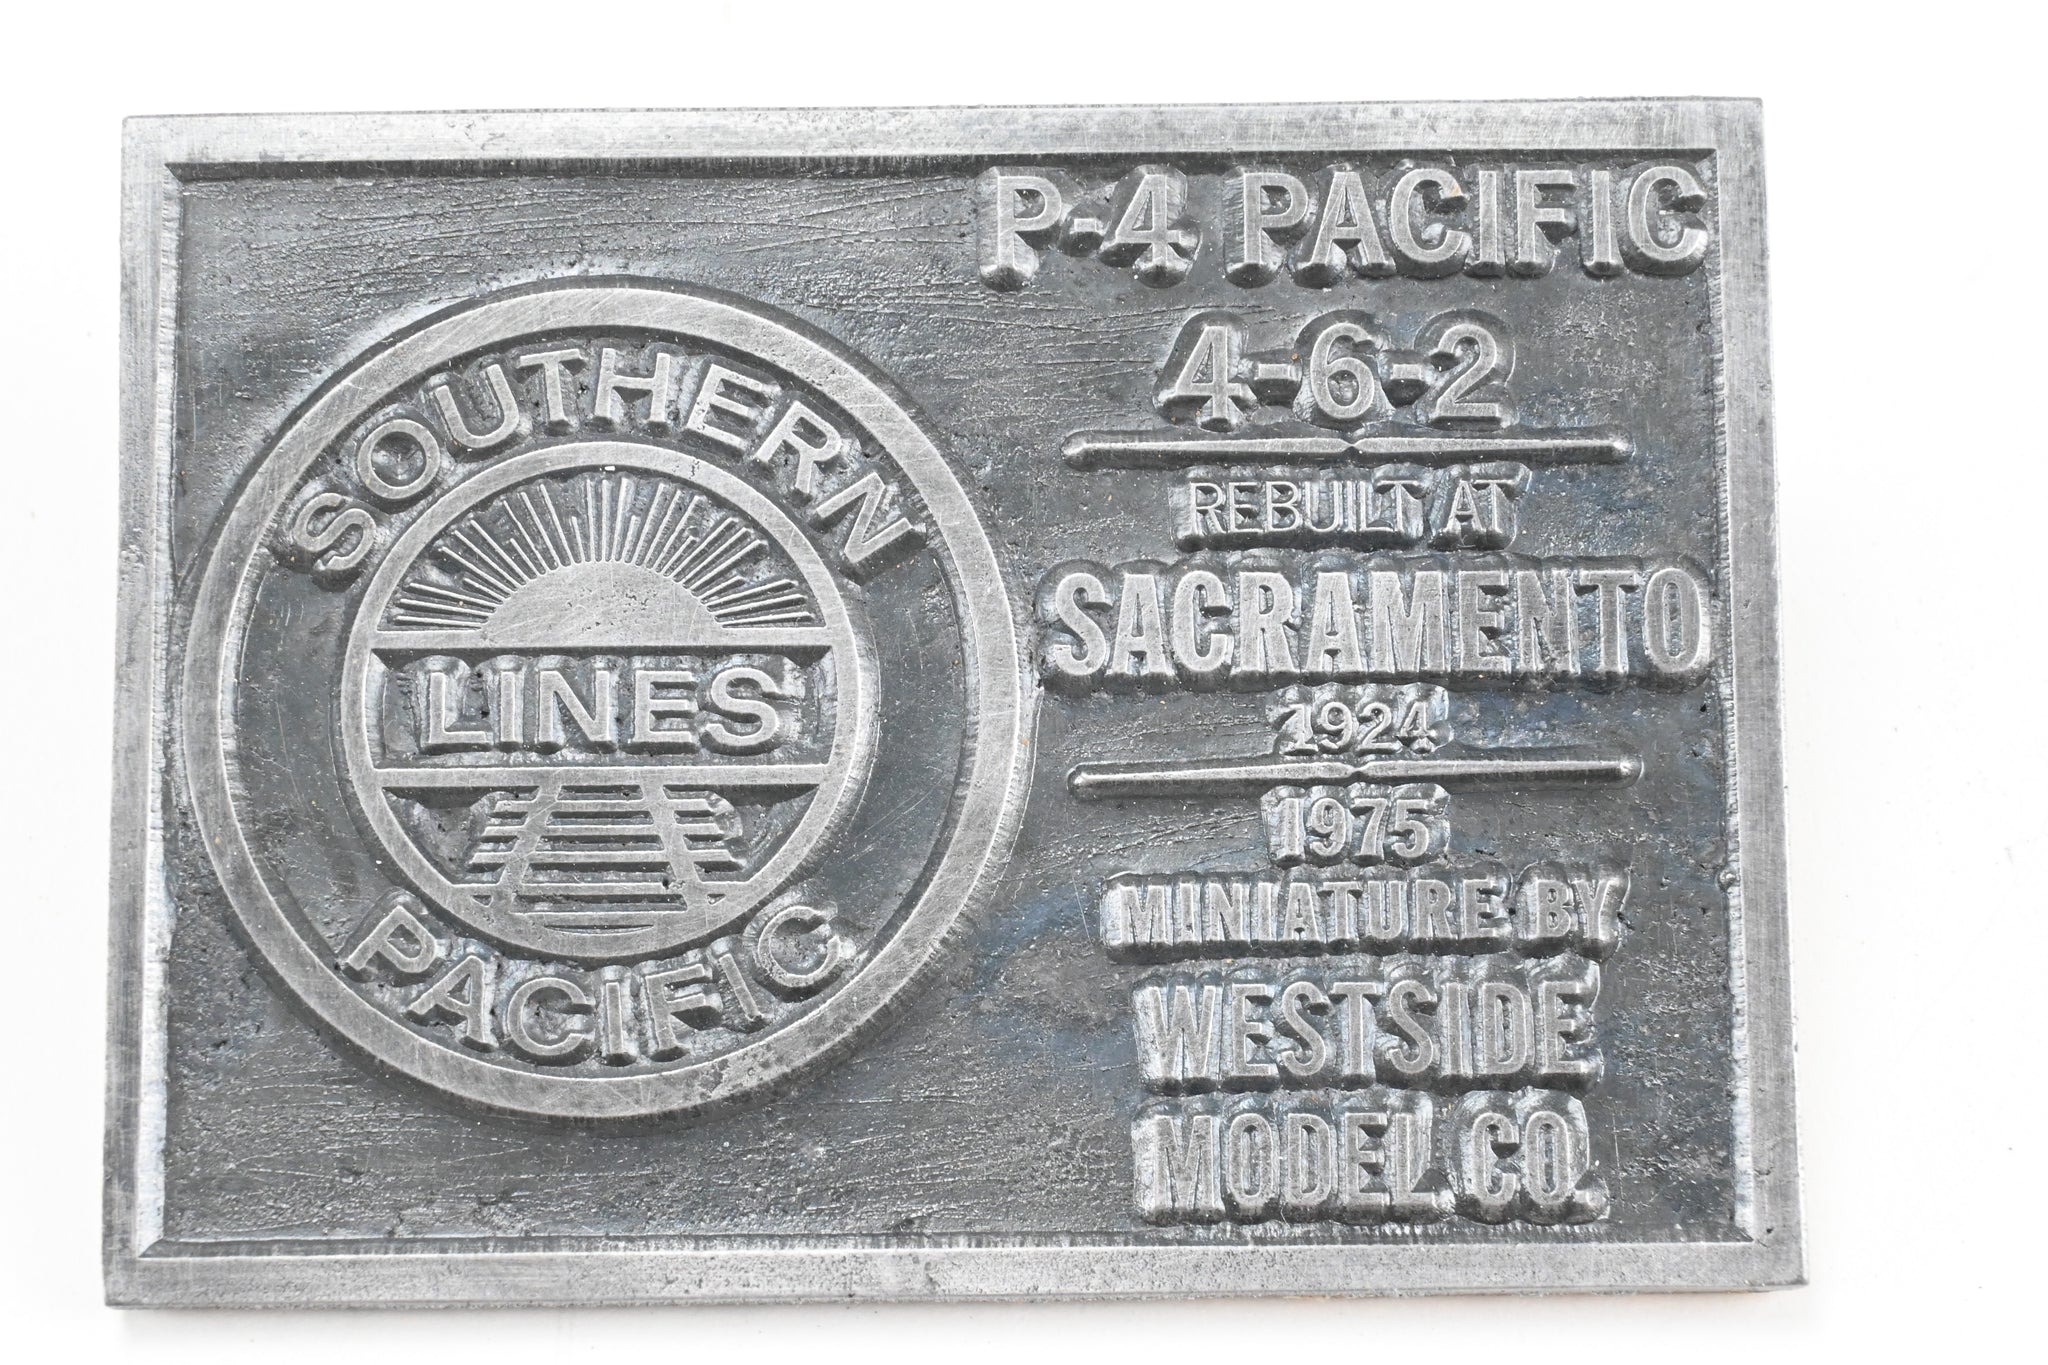 SOUTHERN
LINES
PACIFIC
P-4 PACIFIC
4-6-2
REBUILT AT
SACRAMENTO
1924
1975
MINIATURE BY
WESTSIDE
MODEL CO.